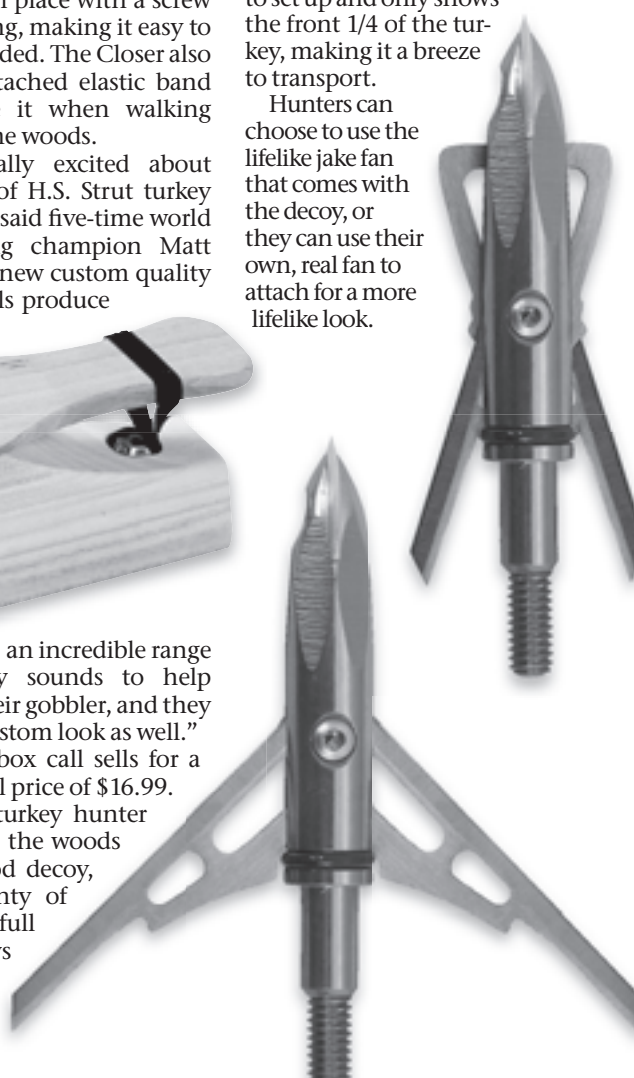 n place with a screw
ng, making it easy to
ded. The Closer also
tached elastic band
e it when walking
he woods.
ally excited about
of H.S. Strut turkey
said five-time world
g champion Matt
new custom quality
ls produce
an incredible range
y sounds to help
eir gobbler, and they
stom look as well.”
box call sells for a
l price of $16.99.
turkey hunter
the woods
od decoy,
nty of
full
ys
to set up and only shows
the front 1/4 of the tur-
key, making it a breeze
to transport.
Hunters can
choose to use the
lifelike jake fan
that comes with
the decoy, or
they can use their
own, real fan to
attach for a more
lifelike look.